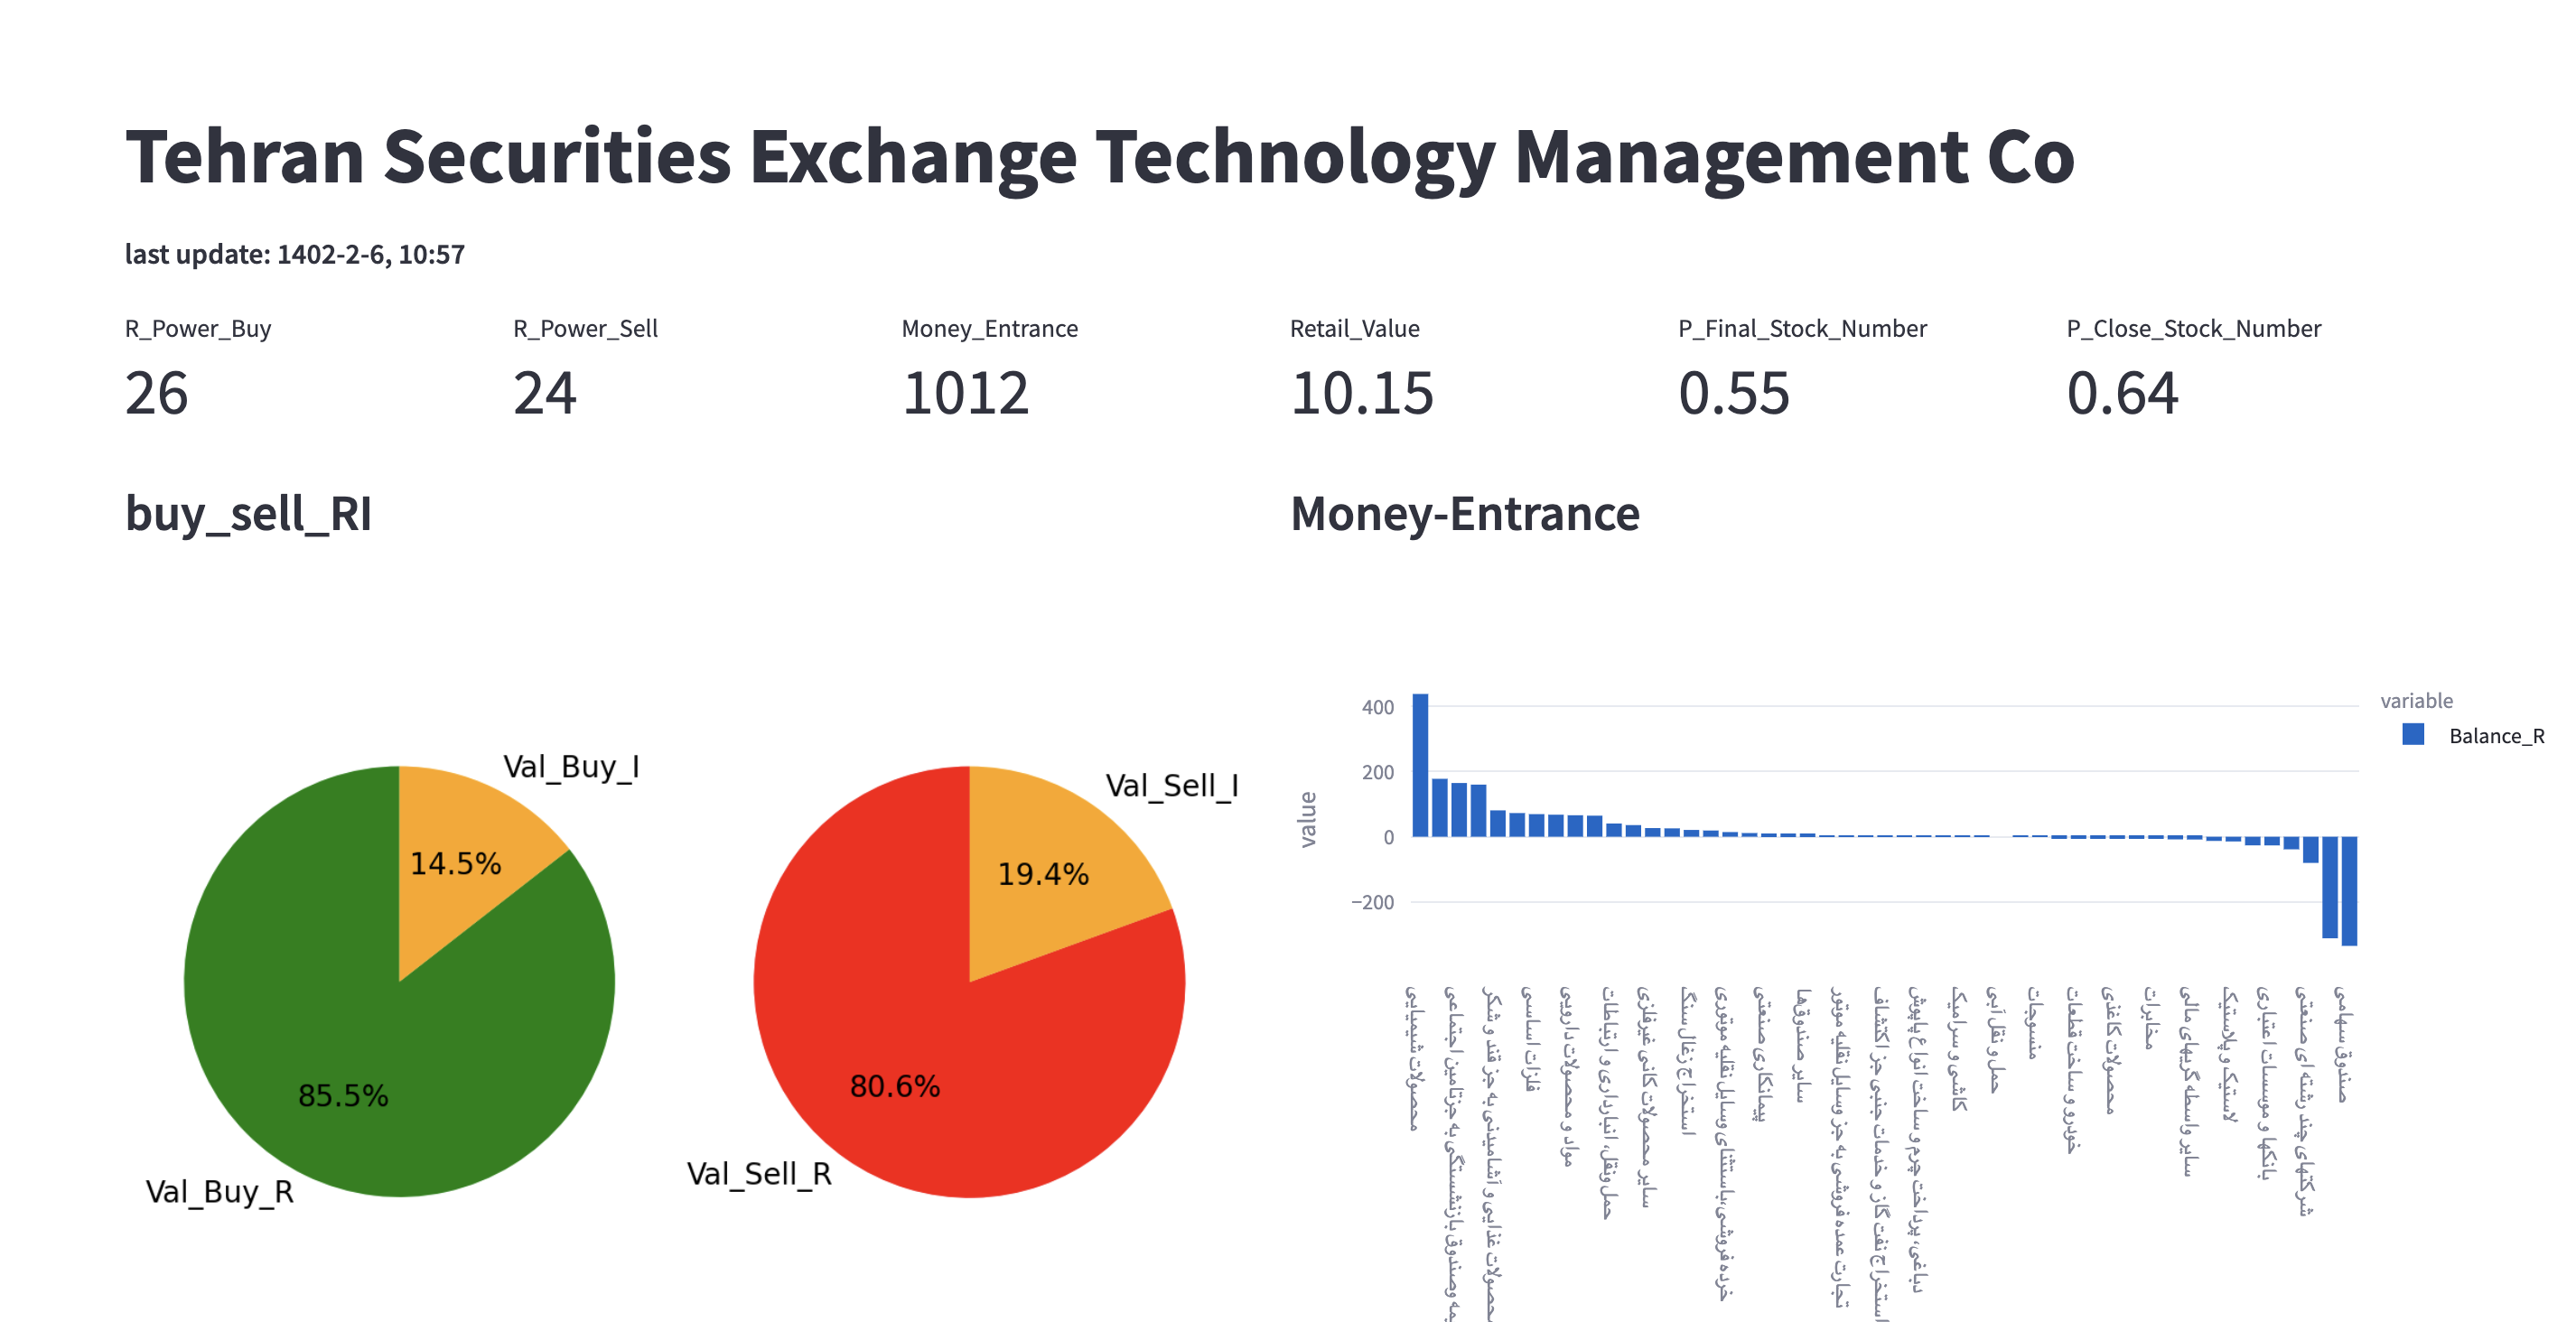 Tehran Securities Exchange Technology Management Co
last update: 1402-2-6, 10:57
R_Power_Buy
26
R_Power_Sell
24
Money_Entrance
1012
Retail_Value
10.15
P_Final_Stock_Number
0.55
P_Close_Stock_Number
0.64
buy_sell_RI
Val_Buy_I
14.5%
85.5%
Val_Buy_R
Val_Sell_I
19.4%
80.6%
Val_Sell_R
Money-Entrance
value
400
200
0
−200
variable
Balance_R
محصولات شیمیایی
وصندوق بازنشستگی به جزتامین اجتماعی
محصولات غذایی و آشامیدنی به جز قند و شکر
فلزات اساسی
مواد و محصولات دارویی
حمل ونقل، انبارداری و ارتباطات
سایر محصولات کانی غیرفلزی
استخراج زغال سنگ
خرده فروشی،باستثنای وسایل نقلیه موتوری
پیمانکاری صنعتی
سایر صندوق‌ها
تجارت عمده فروشی به جز وسایل نقلیه موتور
استخراج نفت گاز و خدمات جنبی جز اکتشاف
دباغی، پرداخت چرم و ساخت انواع پاپوش
کاشی و سرامیک
حمل و نقل آبی
منسوجات
خودرو و ساخت قطعات
محصولات کاغذی
مخابرات
سایر واسطه گریهای مالی
لاستیک و پلاستیک
بانکها و موسسات اعتباری
شرکتهای چند رشته ای صنعتی
صندوق سهامی